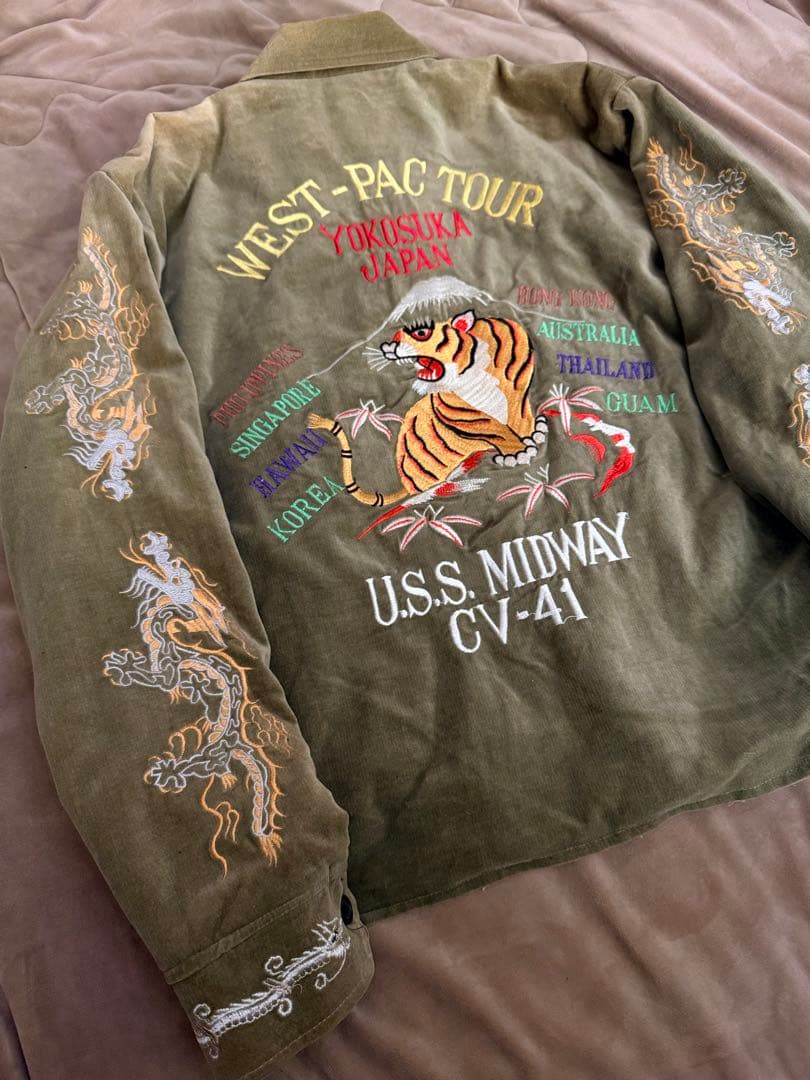 WEST-PAC TOUR
YOKOSUKA
JAPAN
PHILIPPINES
SINGAPORE
HAWAII
KOREA
HONG KONG
AUSTRALIA
THAILAND
GUAM
U.S.S. MIDWAY
CV-41